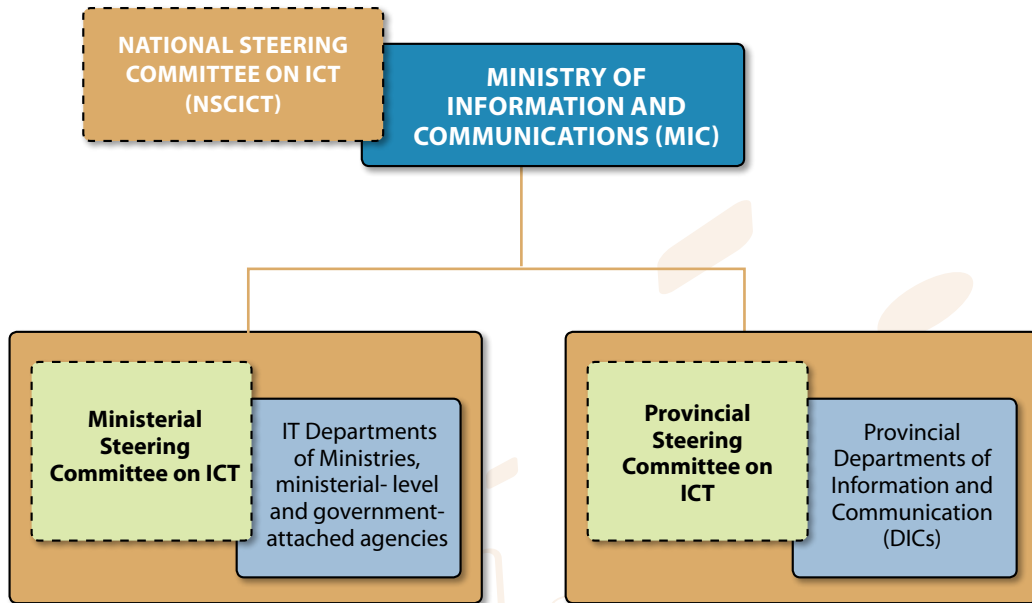 NATIONAL STEERING
COMMITTEE ON ICT
(NSCICT)
MINISTRY OF
INFORMATION AND
COMMUNICATIONS (MIC)
Ministerial
Steering
Committee on ICT
IT Departments
of Ministries,
ministerial- level
and government-
attached agencies
Provincial
Steering
Committee on
ICT
Provincial
Departments of
Information and
Communication
(DICs)